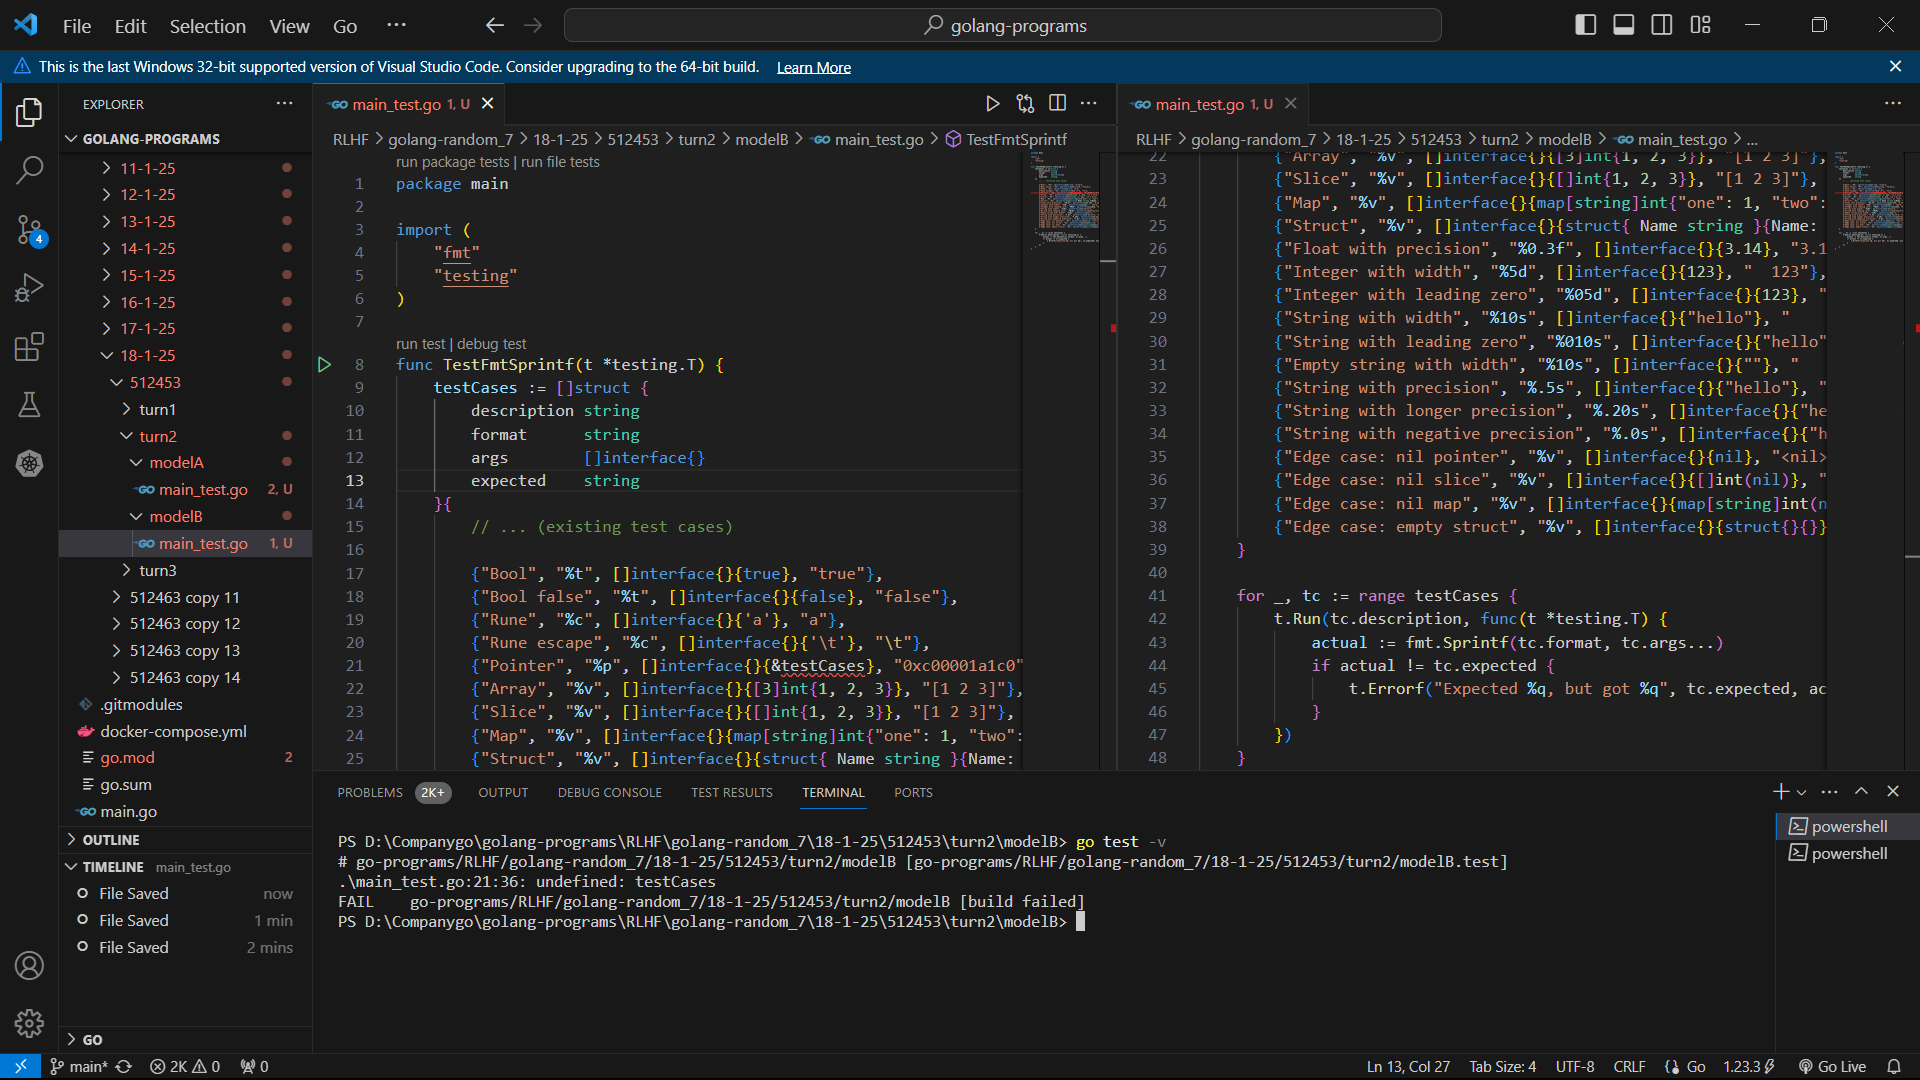 File Edit Selection View Go ··· golang-programs
This is the last Windows 32-bit supported version of Visual Studio Code. Consider upgrading to the 64-bit build. Learn More
EXPLORER ···
GOLANG-PROGRAMS
11-1-25
12-1-25
13-1-25
14-1-25
15-1-25
16-1-25
17-1-25
18-1-25
512453
turn1
turn2
modelA
main_test.go 2, U
modelB
main_test.go 1, U
turn3
512463 copy 11
512463 copy 12
512463 copy 13
512463 copy 14
.gitmodules
docker-compose.yml
go.mod 2
go.sum
main.go
OUTLINE
TIMELINE main_test.go
File Saved now
File Saved 1 min
File Saved 2 mins
GO
4
main_test.go 1, U
RLHF > golang-random_7 > 18-1-25 > 512453 > turn2 > modelB > main_test.go > TestFmtSprintf
run package tests | run file tests
1 package main
2
3 import (
4 "fmt"
5 "testing"
6 )
7
run test | debug test
8 func TestFmtSprintf(t *testing.T) {
9 testCases := []struct {
10 description string
11 format string
12 args []interface{}
13 expected string
14 }{
15 // ... (existing test cases)
16
17 {"Bool", "%t", []interface{}{true}, "true"},
18 {"Bool false", "%t", []interface{}{false}, "false"},
19 {"Rune", "%c", []interface{}{'a'}, "a"},
20 {"Rune escape", "%c", []interface{}{'\t'}, "\t"},
21 {"Pointer", "%p", []interface{}{&testCases}, "0xc00001a1c0"
22 {"Array", "%v", []interface{}{[3]int{1, 2, 3}}, "[1 2 3]"},
23 {"Slice", "%v", []interface{}{[]int{1, 2, 3}}, "[1 2 3]"},
24 {"Map", "%v", []interface{}{map[string]int{"one": 1, "two":
25 {"Struct", "%v", []interface{}{struct{ Name string }{Name:
main_test.go 1, U
RLHF > golang-random_7 > 18-1-25 > 512453 > turn2 > modelB > main_test.go > ...
22 {"Array", "%v", []interface{}{[3]int{1, 2, 3}}, "[1 2 3]"},
23 {"Slice", "%v", []interface{}{[]int{1, 2, 3}}, "[1 2 3]"},
24 {"Map", "%v", []interface{}{map[string]int{"one": 1, "two":
25 {"Struct", "%v", []interface{}{struct{ Name string }{Name:
26 {"Float with precision", "%0.3f", []interface{}{3.14}, "3.1
27 {"Integer with width", "%5d", []interface{}{123}, "  123"},
28 {"Integer with leading zero", "%05d", []interface{}{123}, "
29 {"String with width", "%10s", []interface{}{"hello"}, "
30 {"String with leading zero", "%010s", []interface{}{"hello"
31 {"Empty string with width", "%10s", []interface{}{""}, "
32 {"String with precision", "%.5s", []interface{}{"hello"}, "
33 {"String with longer precision", "%.20s", []interface{}{"he
34 {"String with negative precision", "%.0s", []interface{}{"h
35 {"Edge case: nil pointer", "%v", []interface{}{nil}, "<nil>
36 {"Edge case: nil slice", "%v", []interface{}{[]int(nil)}, "
37 {"Edge case: nil map", "%v", []interface{}{map[string]int(n
38 {"Edge case: empty struct", "%v", []interface{}{struct{}{}}
39 }
40
41 for _, tc := range testCases {
42 t.Run(tc.description, func(t *testing.T) {
43 actual := fmt.Sprintf(tc.format, tc.args...)
44 if actual != tc.expected {
45 t.Errorf("Expected %q, but got %q", tc.expected, ac
46 }
47 })
48 }
PROBLEMS 2K+ OUTPUT DEBUG CONSOLE TEST RESULTS TERMINAL PORTS
PS D:\Companygo\golang-programs\RLHF\golang-random_7\18-1-25\512453\turn2\modelB> go test -v
# go-programs/RLHF/golang-random_7/18-1-25/512453/turn2/modelB [go-programs/RLHF/golang-random_7/18-1-25/512453/turn2/modelB.test]
.\main_test.go:21:36: undefined: testCases
FAIL go-programs/RLHF/golang-random_7/18-1-25/512453/turn2/modelB [build failed]
PS D:\Companygo\golang-programs\RLHF\golang-random_7\18-1-25\512453\turn2\modelB>
powershell
powershell
main* 2K 0 0 Ln 13, Col 27 Tab Size: 4 UTF-8 CRLF Go 1.23.3 Go Live